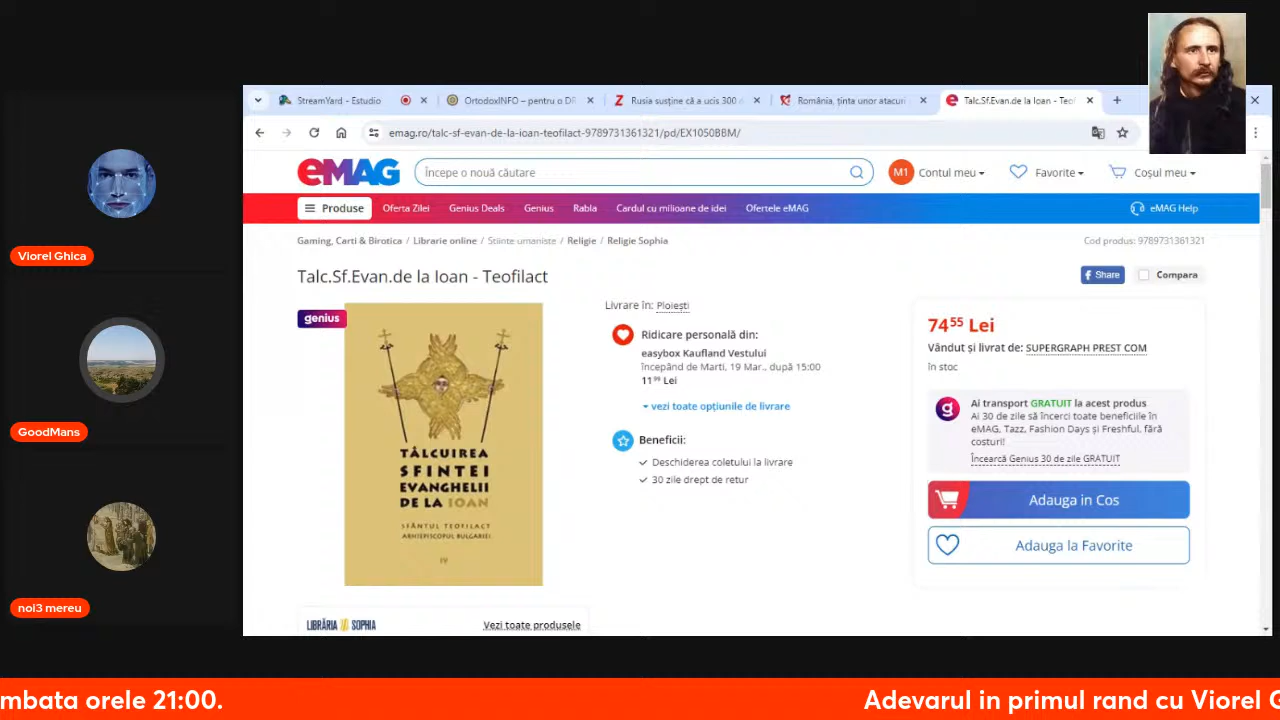 StreamYard - Estudio
OrtodoxINFO – pentru o DR
Rusia susține că a ucis 300 d
România, ținta unor atacuri
Talc.Sf.Evan.de la Ioan - Teof
emag.ro/talc-sf-evan-de-la-ioan-teofilact-9789731361321/pd/EX1050BBM/
eMAG
Începe o nouă căutare
M1 Contul meu
Favorite
Coșul meu
Produse
Oferta Zilei
Genius Deals
Genius
Rabla
Cardul cu milioane de idei
Ofertele eMAG
eMAG Help
Gaming, Carti & Birotica / Librarie online / Stiinte umaniste / Religie / Religie Sophia
Cod produs: 9789731361321
Talc.Sf.Evan.de la Ioan - Teofilact
Share
Compara
genius
TÂLCUIREA
SFINTEI
EVANGHELII
DE LA IOAN
SFÂNTUL TEOFILACT
ARHIEPISCOPUL BULGARIEI
IV
LIBRĂRIA SOPHIA
Vezi toate produsele
Livrare în: Ploiești
Ridicare personală din:
easybox Kaufland Vestului
începând de Marti, 19 Mar., după 15:00
11⁹⁹ Lei
vezi toate opțiunile de livrare
Beneficii:
Deschiderea coletului la livrare
30 zile drept de retur
74⁵⁵ Lei
Vândut și livrat de: SUPERGRAPH PREST COM
în stoc
g
Ai transport GRATUIT la acest produs
Ai 30 de zile să încerci toate beneficiile în
eMAG, Tazz, Fashion Days și Freshful, fără
costuri!
Încearcă Genius 30 de zile GRATUIT
Adauga in Cos
Adauga la Favorite
Viorel Ghica
GoodMans
noi3 mereu
mbata orele 21:00.
Adevarul in primul rand cu Viorel G